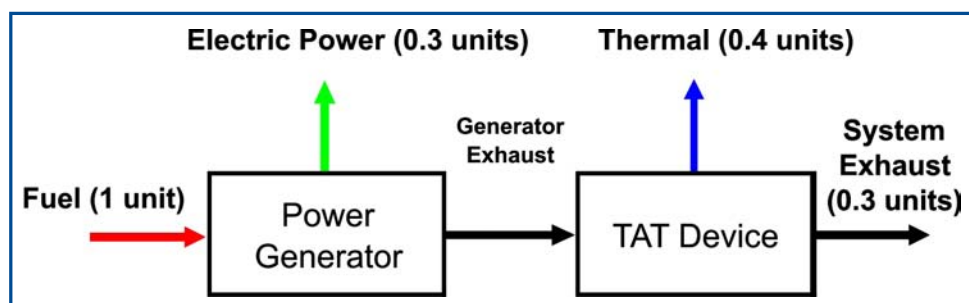 Electric Power (0.3 units)
Thermal (0.4 units)
Generator
Exhaust
System
Exhaust
(0.3 units)
Fuel (1 unit)
Power
Generator
TAT Device